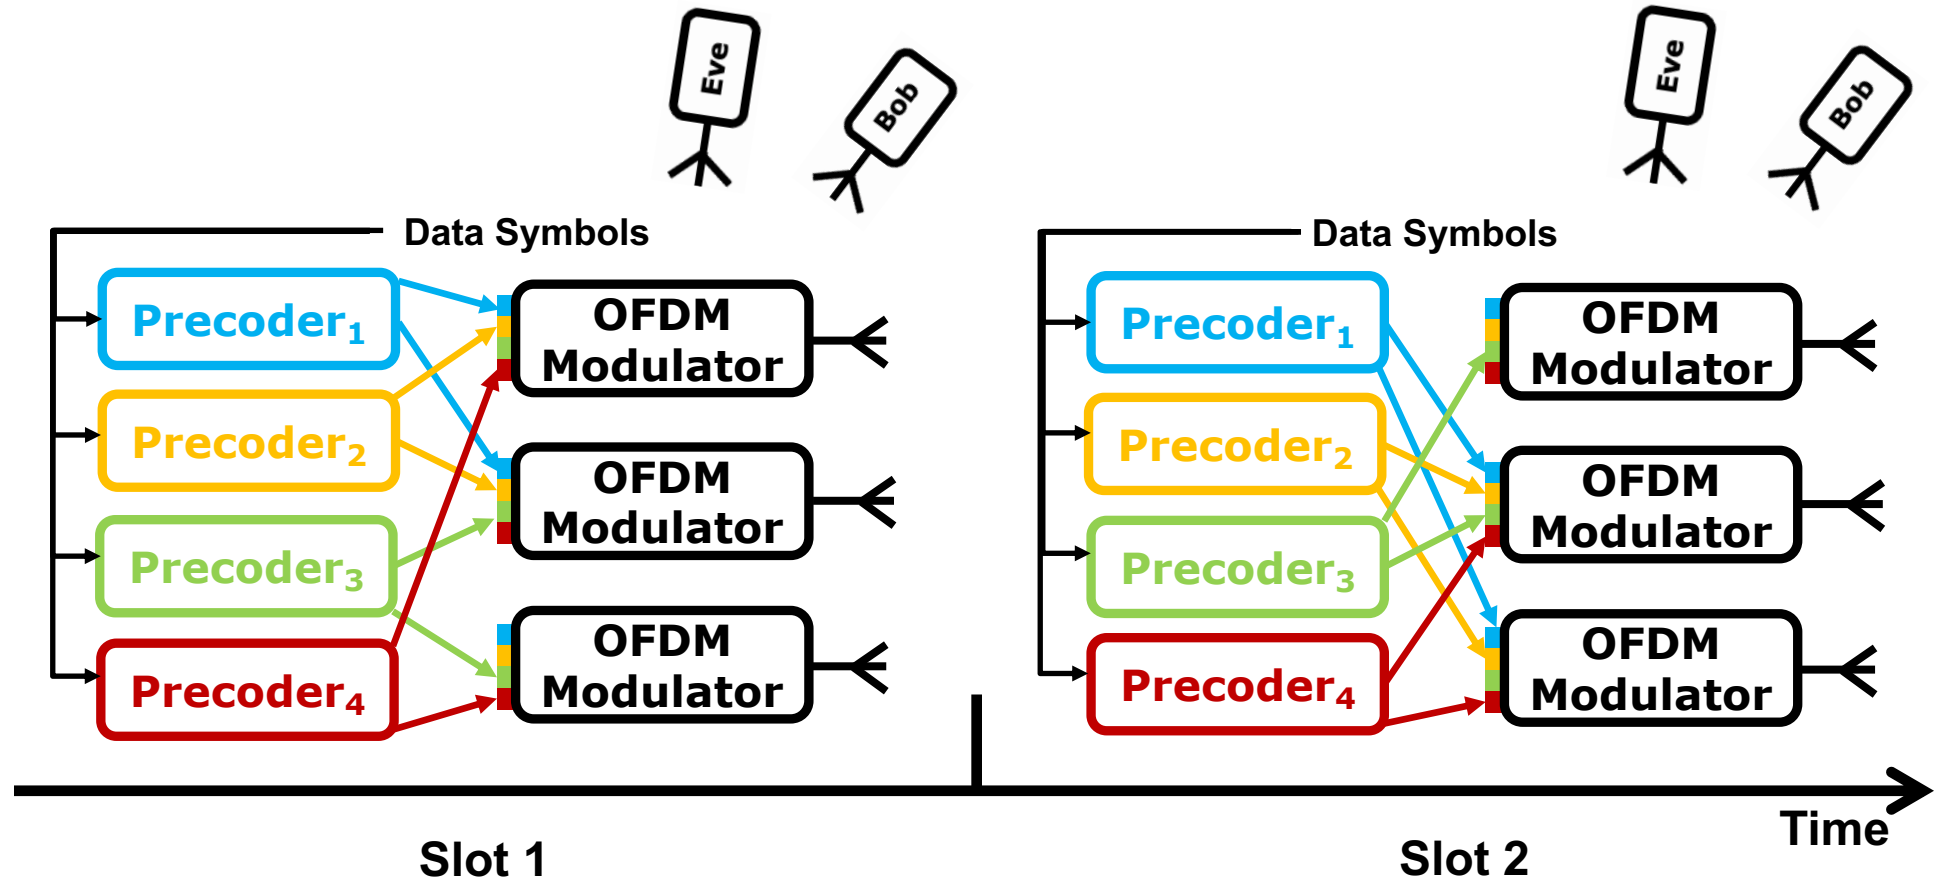 Eve
Bob
Data Symbols
Precoder1
Precoder2
Precoder3
Precoder4
OFDM
Modulator
OFDM
Modulator
OFDM
Modulator
Slot 1
Eve
Bob
Data Symbols
Precoder1
Precoder2
Precoder3
Precoder4
OFDM
Modulator
OFDM
Modulator
OFDM
Modulator
Time
Slot 2